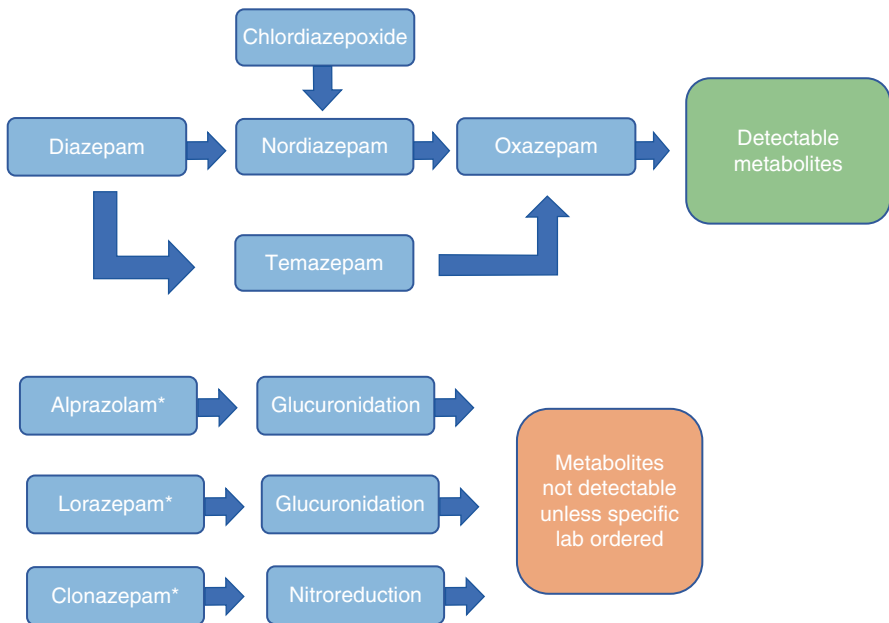 Chlordiazepoxide
Diazepam
Nordiazepam
Oxazepam
Detectable
metabolites
Temazepam
Alprazolam*
Glucuronidation
Lorazepam*
Glucuronidation
Clonazepam*
Nitroreduction
Metabolites
not detectable
unless specific
lab ordered